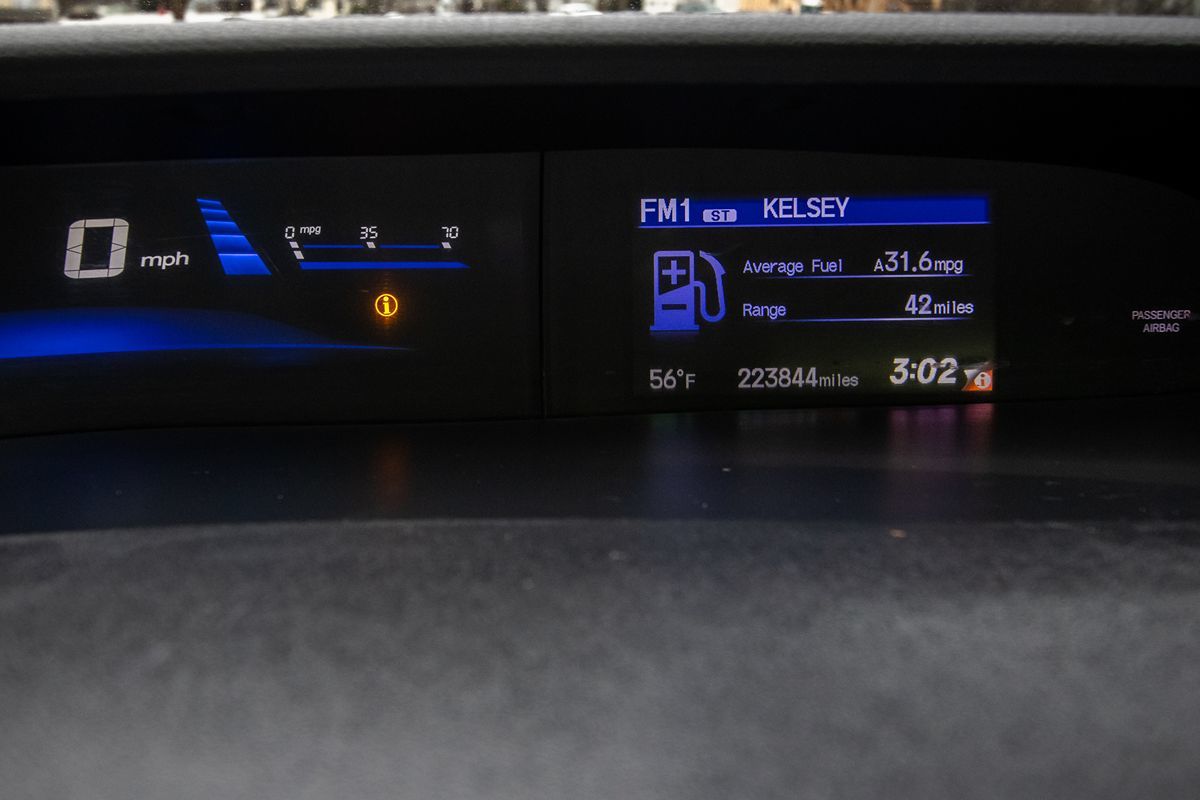 0 mph
0 mpg 35 70
i
FM1 ST KELSEY
Average Fuel A31.6mpg
Range 42miles
56°F 223844miles 3:02 i
PASSENGER
AIRBAG